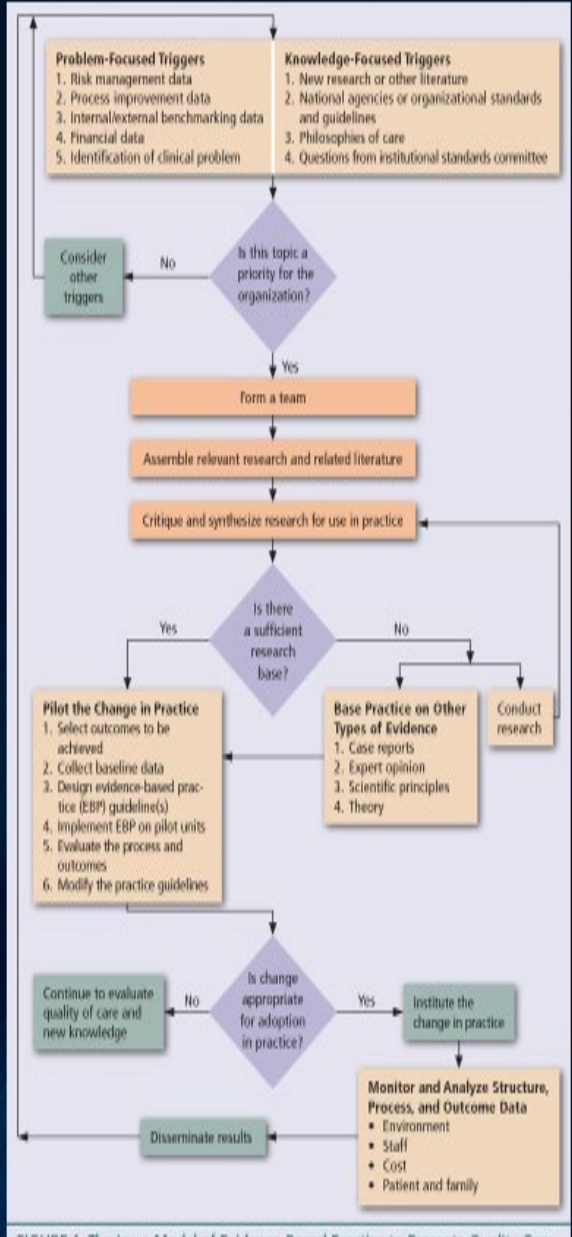 Problem-Focused Triggers
1. Risk management data
2. Process improvement data
3. Internal/external benchmarking data
4. Financial data
5. Identification of clinical problem
Knowledge-Focused Triggers
1. New research or other literature
2. National agencies or organizational standards
and guidelines
3. Philosophies of care
4. Questions from institutional standards committee
Is this topic a
priority for the
organization?
No
Consider
other
triggers
Yes
Form a team
Assemble relevant research and related literature
Critique and synthesize research for use in practice
Is there
a sufficient
research
base?
Yes
No
Pilot the Change in Practice
1. Select outcomes to be
achieved
2. Collect baseline data
3. Design evidence-based prac-
tice (EBP) guideline(s)
4. Implement EBP on pilot units
5. Evaluate the process and
outcomes
6. Modify the practice guidelines
Base Practice on Other
Types of Evidence
1. Case reports
2. Expert opinion
3. Scientific principles
4. Theory
Conduct
research
Is change
appropriate
for adoption
in practice?
No
Continue to evaluate
quality of care and
new knowledge
Yes
Institute the
change in practice
Monitor and Analyze Structure,
Process, and Outcome Data
• Environment
• Staff
• Cost
• Patient and family
Disseminate results